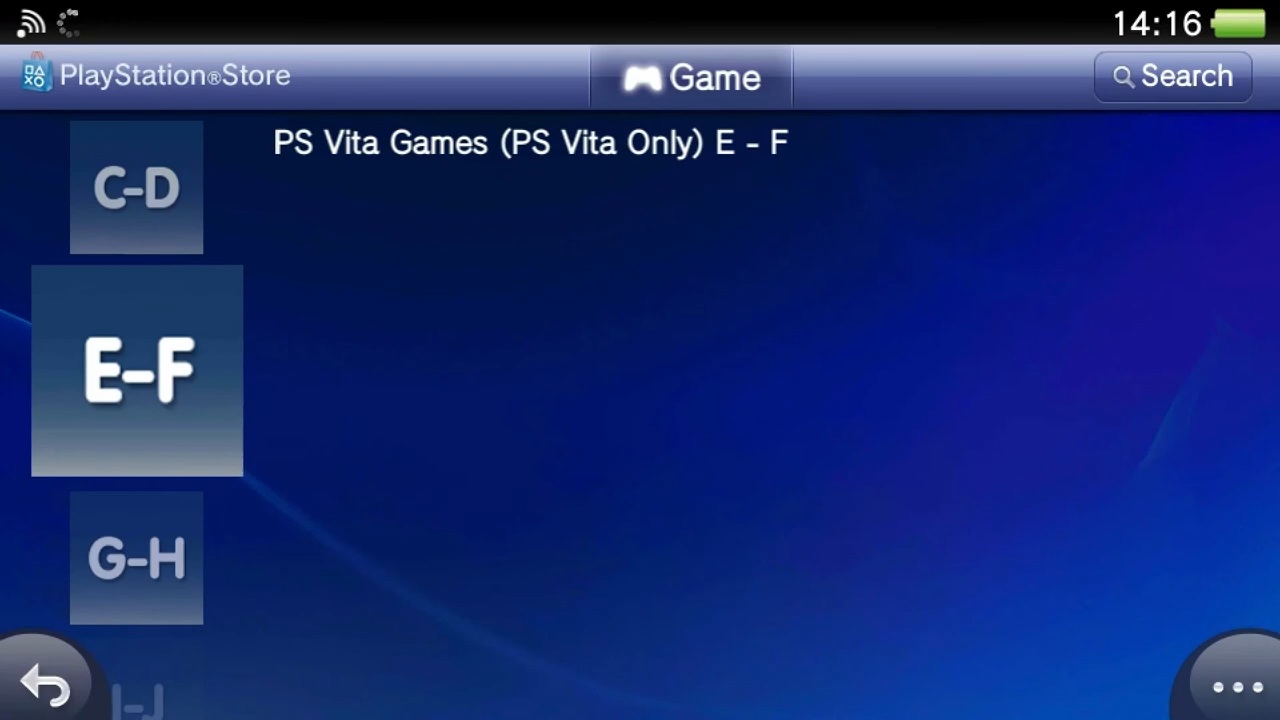 14:16
PlayStation®Store
Game
Search
PS Vita Games (PS Vita Only) E - F
C-D
E-F
G-H
I-J